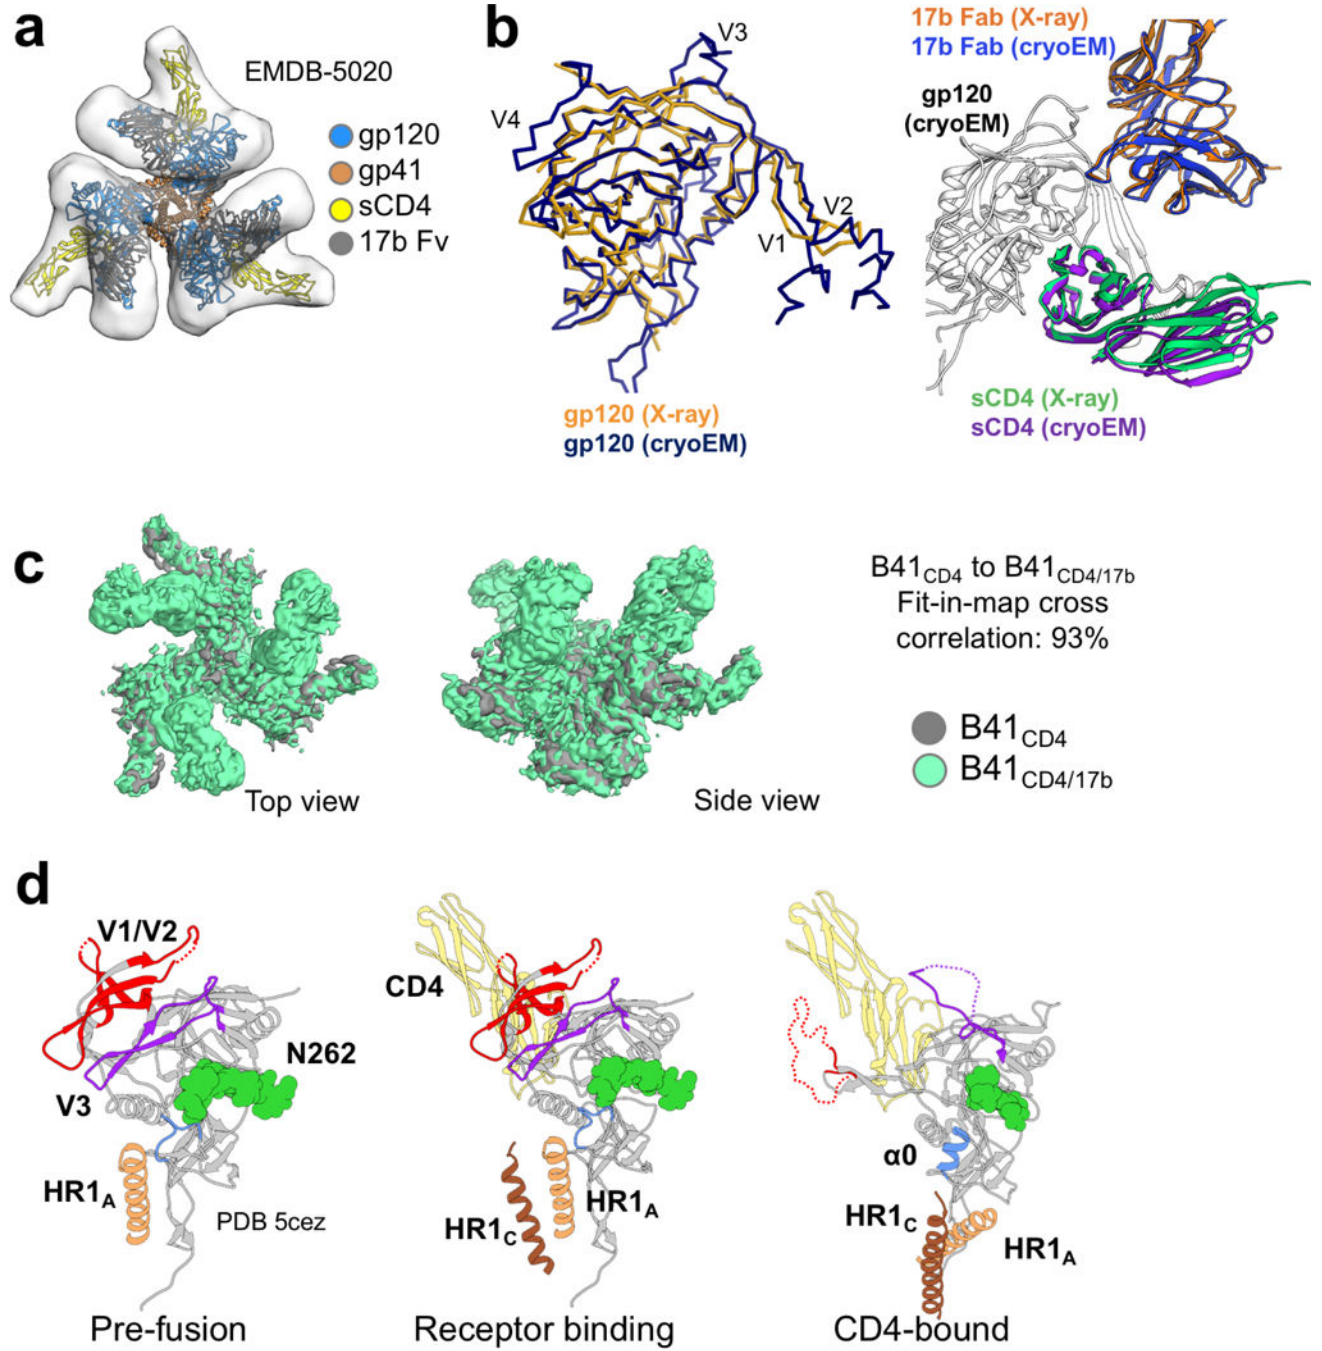 a
EMDB-5020
gp120
gp41
sCD4
17b Fv
b
V3
V4
V2
V1
gp120 (X-ray)
gp120 (cryoEM)
17b Fab (X-ray)
17b Fab (cryoEM)
gp120
(cryoEM)
sCD4 (X-ray)
sCD4 (cryoEM)
c
Top view
Side view
B41CD4 to B41CD4/17b
Fit-in-map cross
correlation: 93%
B41CD4
B41CD4/17b
d
V1/V2
N262
V3
HR1A
PDB 5cez
Pre-fusion
CD4
HR1A
HR1C
Receptor binding
α0
HR1C
HR1A
CD4-bound